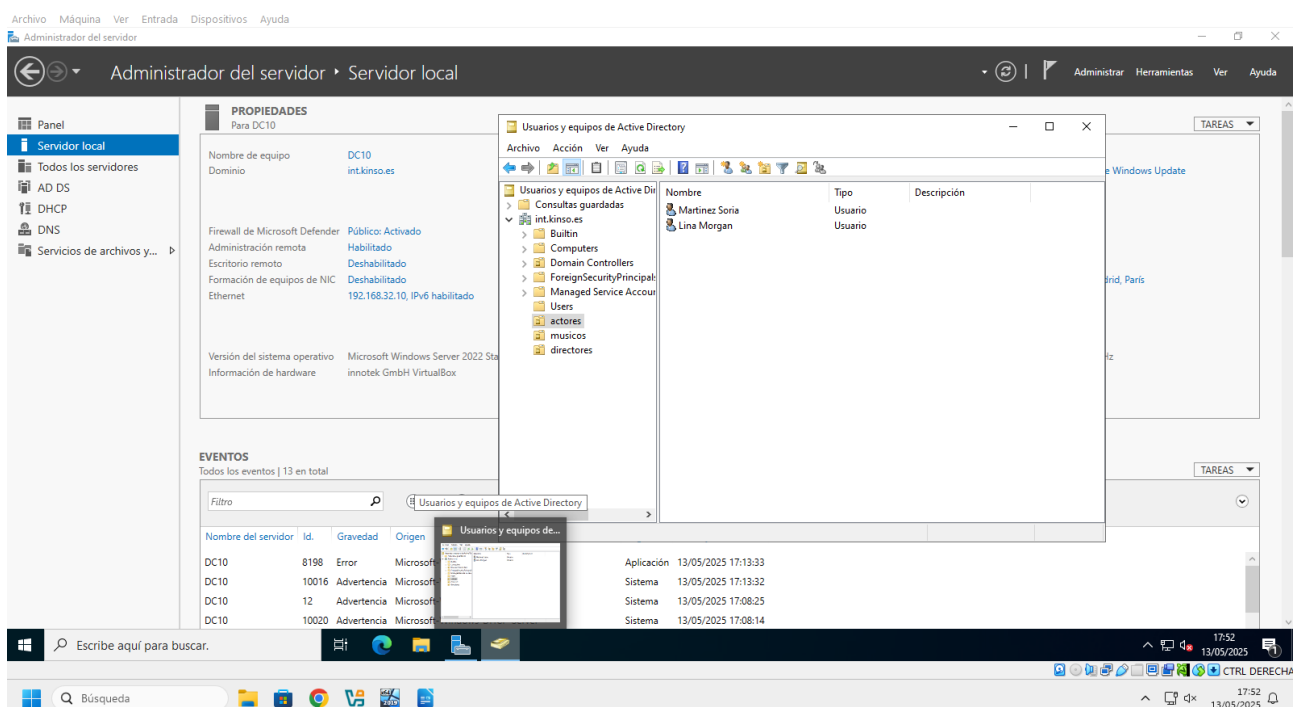 Archivo Máquina Ver Entrada Dispositivos Ayuda
Administrador del servidor
Administrador del servidor ‣ Servidor local
Administrar Herramientas Ver Ayuda
Panel
Servidor local
Todos los servidores
AD DS
DHCP
DNS
Servicios de archivos y...
PROPIEDADES
Para DC10
TAREAS
Nombre de equipo DC10
Dominio int.kinso.es
e Windows Update
Firewall de Microsoft Defender Público: Activado
Administración remota Habilitado
Escritorio remoto Deshabilitado
Formación de equipos de NIC Deshabilitado
drid, París
Ethernet 192.168.32.10, IPv6 habilitado
Versión del sistema operativo Microsoft Windows Server 2022 Sta
Hz
Información de hardware innotek GmbH VirtualBox
Usuarios y equipos de Active Directory
Archivo Acción Ver Ayuda
Usuarios y equipos de Active Dir
Consultas guardadas
int.kinso.es
Builtin
Computers
Domain Controllers
ForeignSecurityPrincipals
Managed Service Accour
Users
actores
musicos
directores
Nombre Tipo Descripción
Martinez Soria Usuario
Lina Morgan Usuario
EVENTOS
Todos los eventos | 13 en total
TAREAS
Filtro
Usuarios y equipos de Active Directory
Usuarios y equipos de...
Nombre del servidor Id. Gravedad Origen
DC10 8198 Error Microsoft- Aplicación 13/05/2025 17:13:33
DC10 10016 Advertencia Microsoft- Sistema 13/05/2025 17:13:32
DC10 12 Advertencia Microsoft- Sistema 13/05/2025 17:08:25
DC10 10020 Advertencia Microsoft- Sistema 13/05/2025 17:08:14
Escribe aquí para buscar.
17:52
13/05/2025
CTRL DERECHA
Búsqueda
17:52
13/05/2025